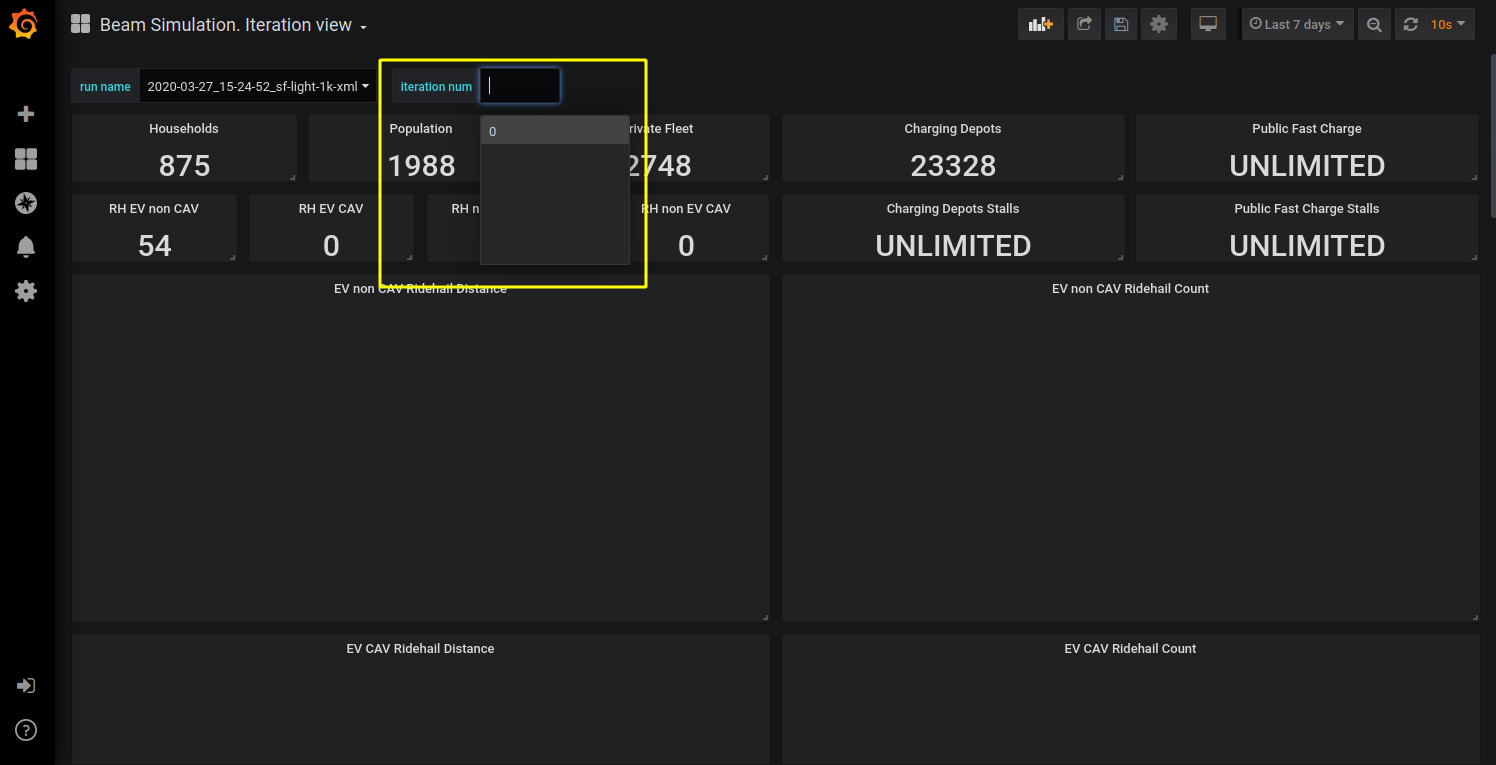 Beam Simulation. Iteration view
Last 7 days
10s
run name
2020-03-27_15-24-52_sf-light-1k-xml
iteration num
0
Households
875
Population
1988
rivate Fleet
2748
Charging Depots
23328
Public Fast Charge
UNLIMITED
RH EV non CAV
54
RH EV CAV
0
RH n
RH non EV CAV
0
Charging Depots Stalls
UNLIMITED
Public Fast Charge Stalls
UNLIMITED
EV non CAV Ridehail Distance
EV non CAV Ridehail Count
EV CAV Ridehail Distance
EV CAV Ridehail Count